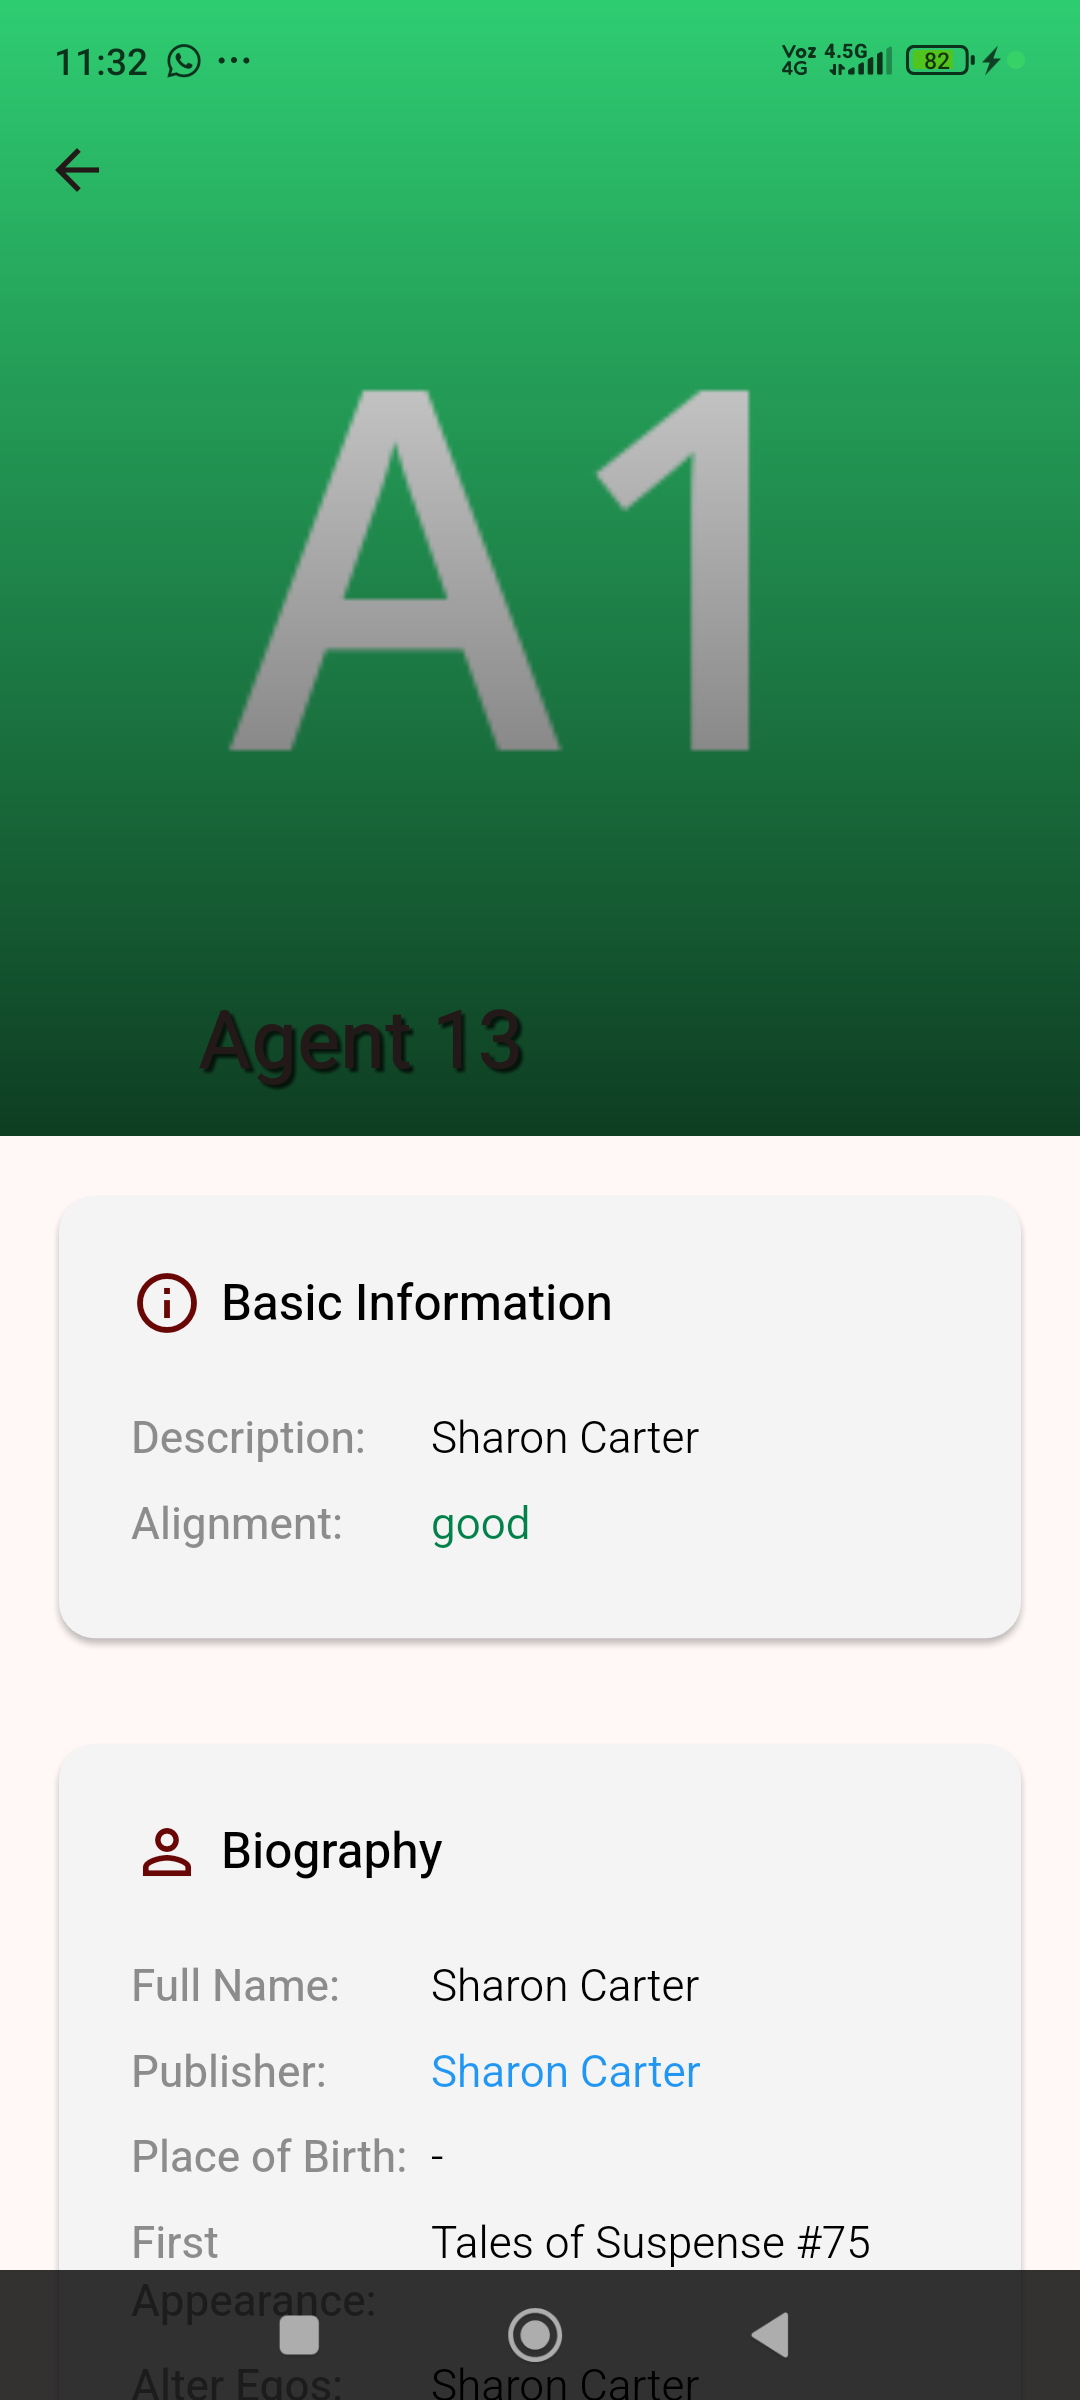 11:32 ... Voz 4G 4.5G 82
A1
Agent 13
Basic Information
Description: Sharon Carter
Alignment: good
Biography
Full Name: Sharon Carter
Publisher: Sharon Carter
Place of Birth: -
First Appearance: Tales of Suspense #75
Alter Egos: Sharon Carter